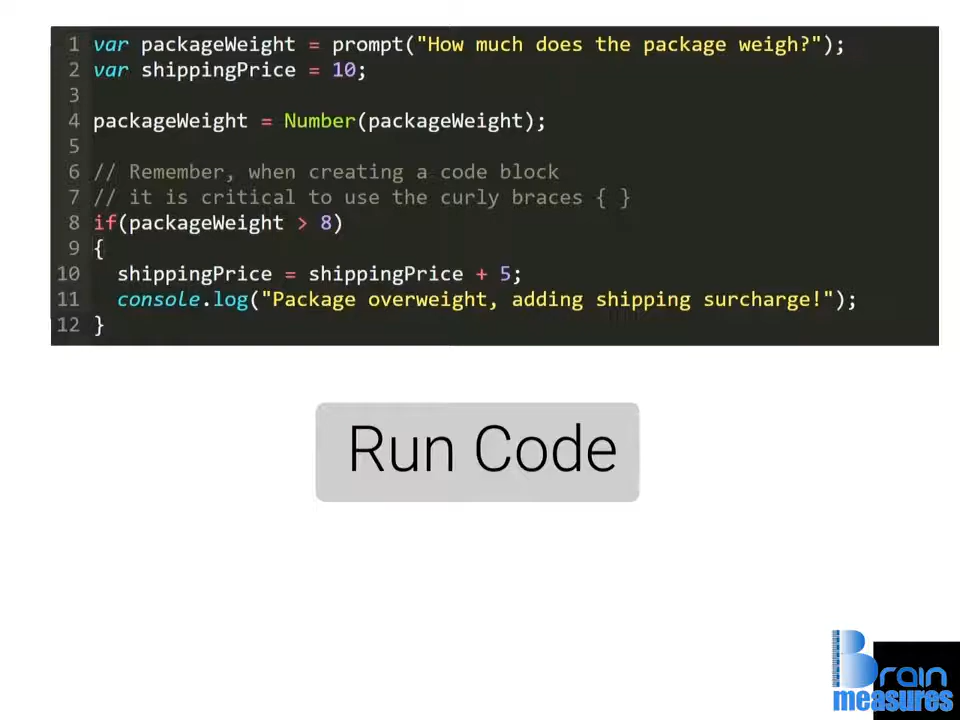 1 var packageWeight = prompt("How much does the package weigh?");
2 var shippingPrice = 10;
3
4 packageWeight = Number(packageWeight);
5
6 // Remember, when creating a code block
7 // it is critical to use the curly braces { }
8 if(packageWeight > 8)
9 {
10 shippingPrice = shippingPrice + 5;
11 console.log("Package overweight, adding shipping surcharge!");
12 }
Run Code
Brain
measures